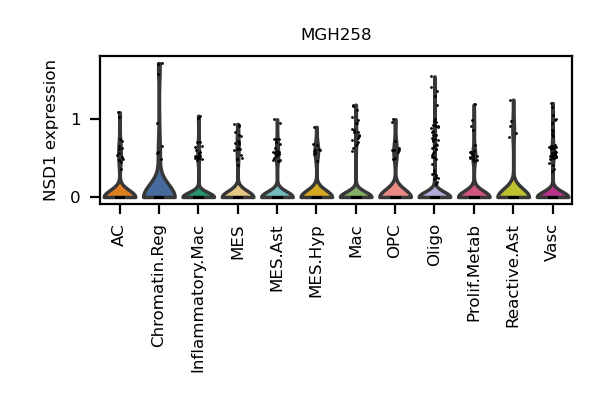 MGH258
NSD1 expression
1
0
AC
Chromatin.Reg
Inflammatory.Mac
MES
MES.Ast
MES.Hyp
Mac
OPC
Oligo
Prolif.Metab
Reactive.Ast
Vasc